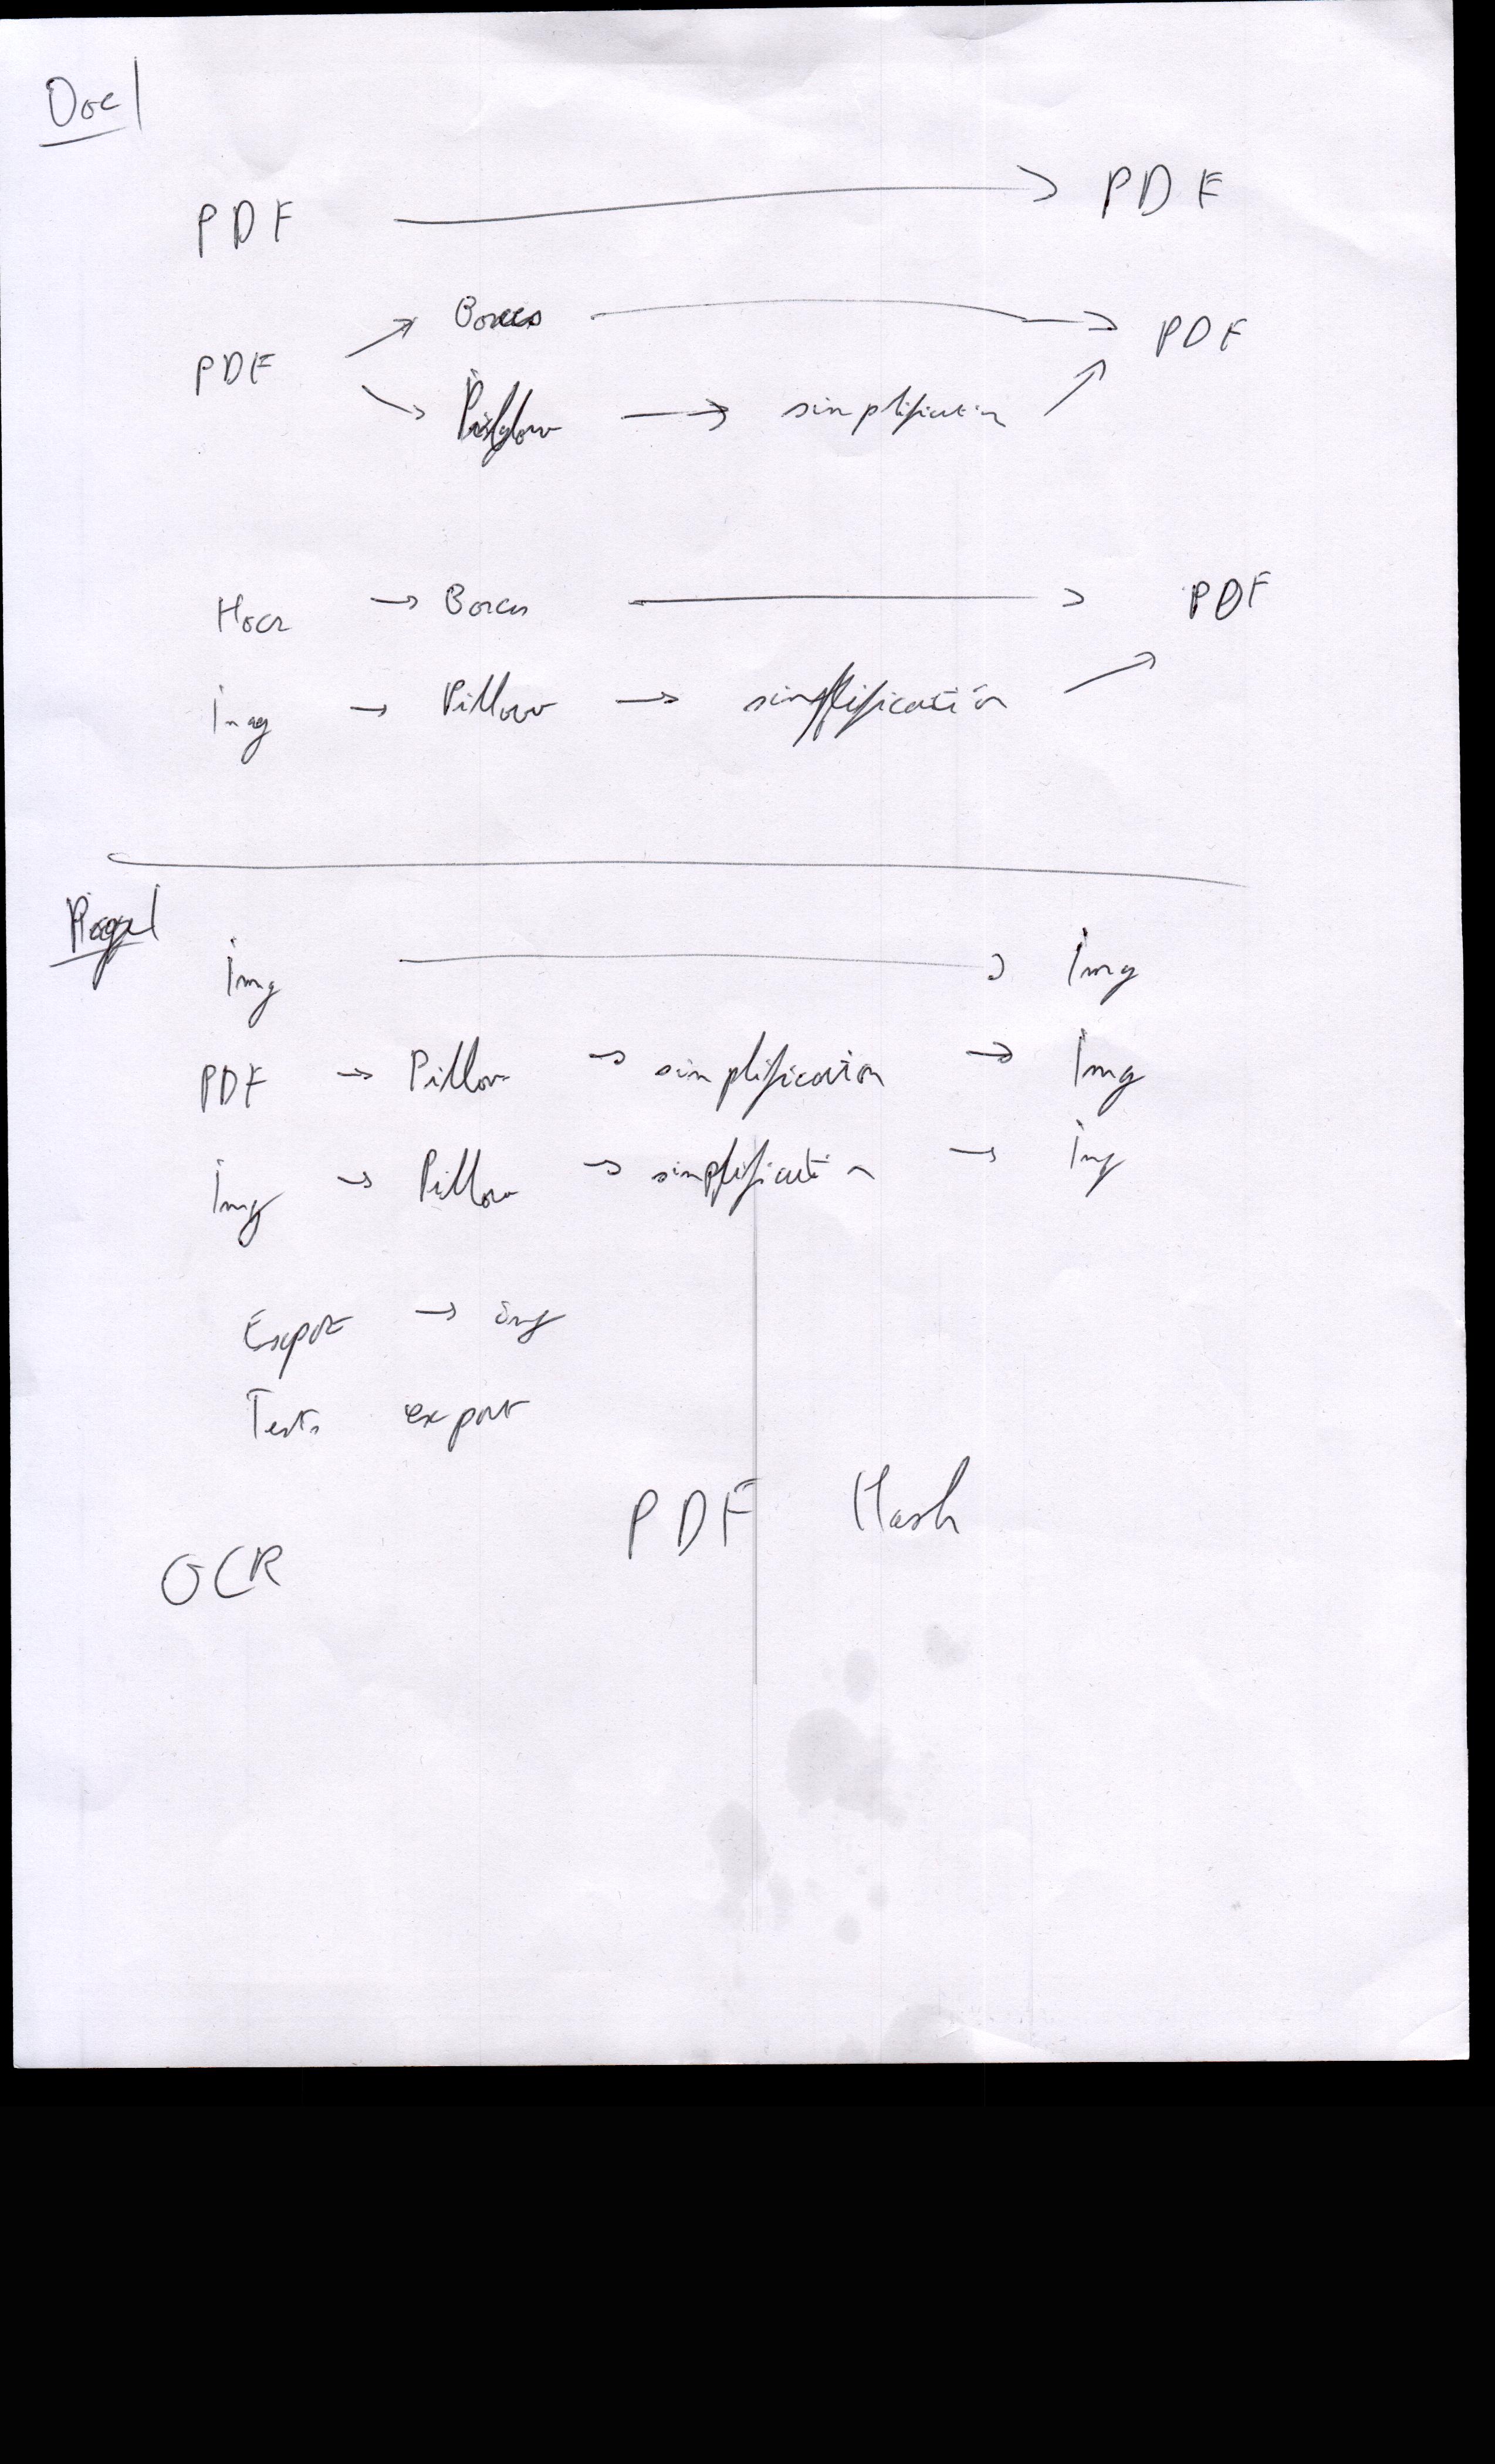 Doc
PDF → PDF
PDF ↗ Boxes → PDF
↘ Pillow → simplification ↗
Hocr → Boxes → PDF
img → Pillow → simplification ↗
Page
Img → Img
PDF → Pillow → simplification → Img
Img → Pillow → simplification → Img
Export → img
Tests export
PDF Hash
OCR